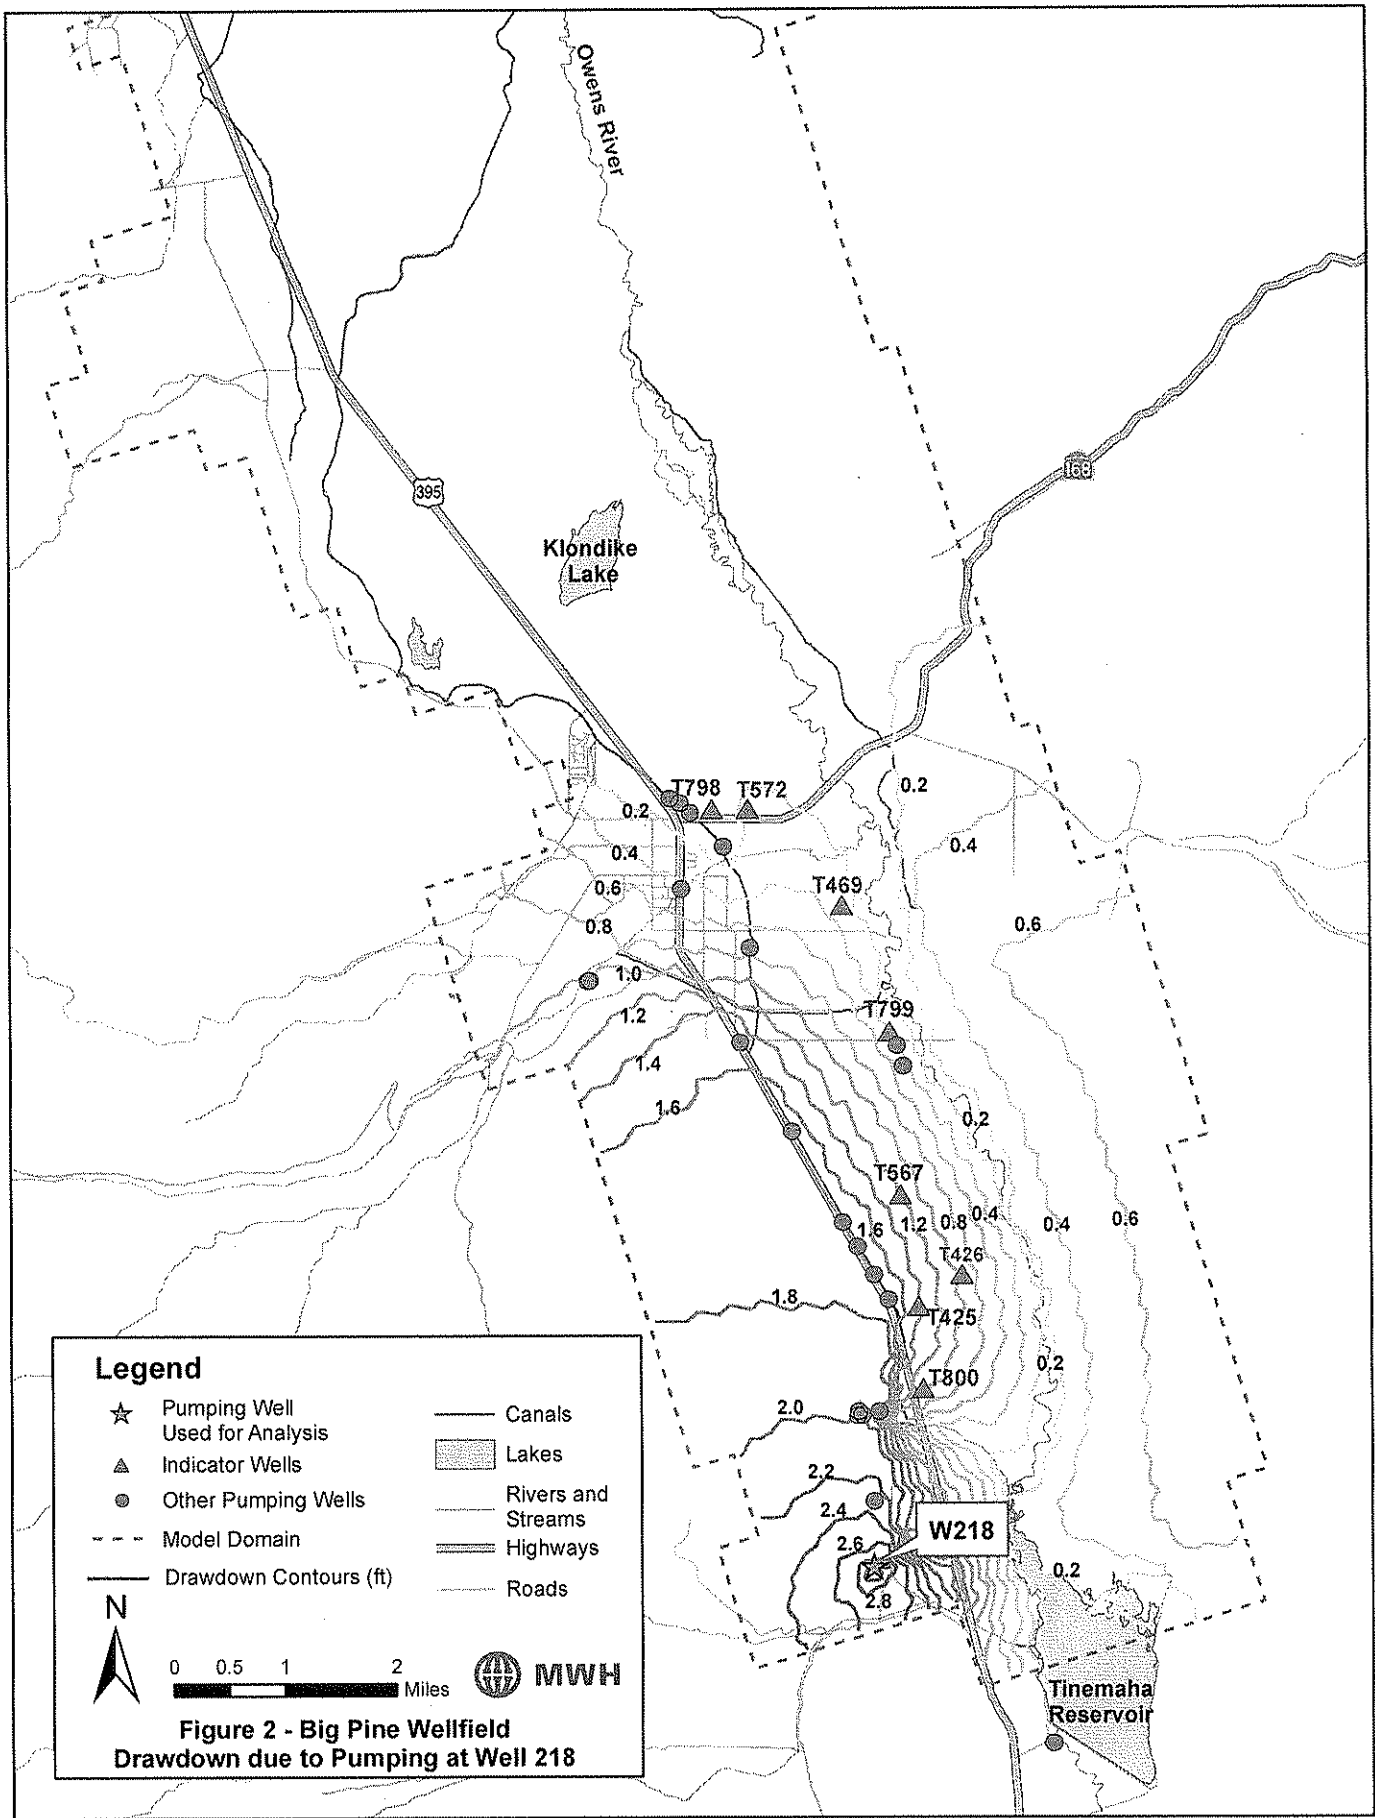 Owens River
395
168
Klondike
Lake
T798
T572
0.2
0.2
0.4
0.4
T469
0.6
0.6
0.8
1.0
T799
1.2
1.4
1.6
0.2
T567
1.6
1.2
0.8
0.4
0.4
0.6
T426
1.8
T425
0.2
T800
2.0
2.2
2.4
W218
2.6
0.2
2.8
Tinemaha
Reservoir
Legend
Pumping Well
Used for Analysis
Indicator Wells
Other Pumping Wells
Model Domain
Drawdown Contours (ft)
Canals
Lakes
Rivers and
Streams
Highways
Roads
N
0 0.5 1 2
Miles
MWH
Figure 2 - Big Pine Wellfield
Drawdown due to Pumping at Well 218